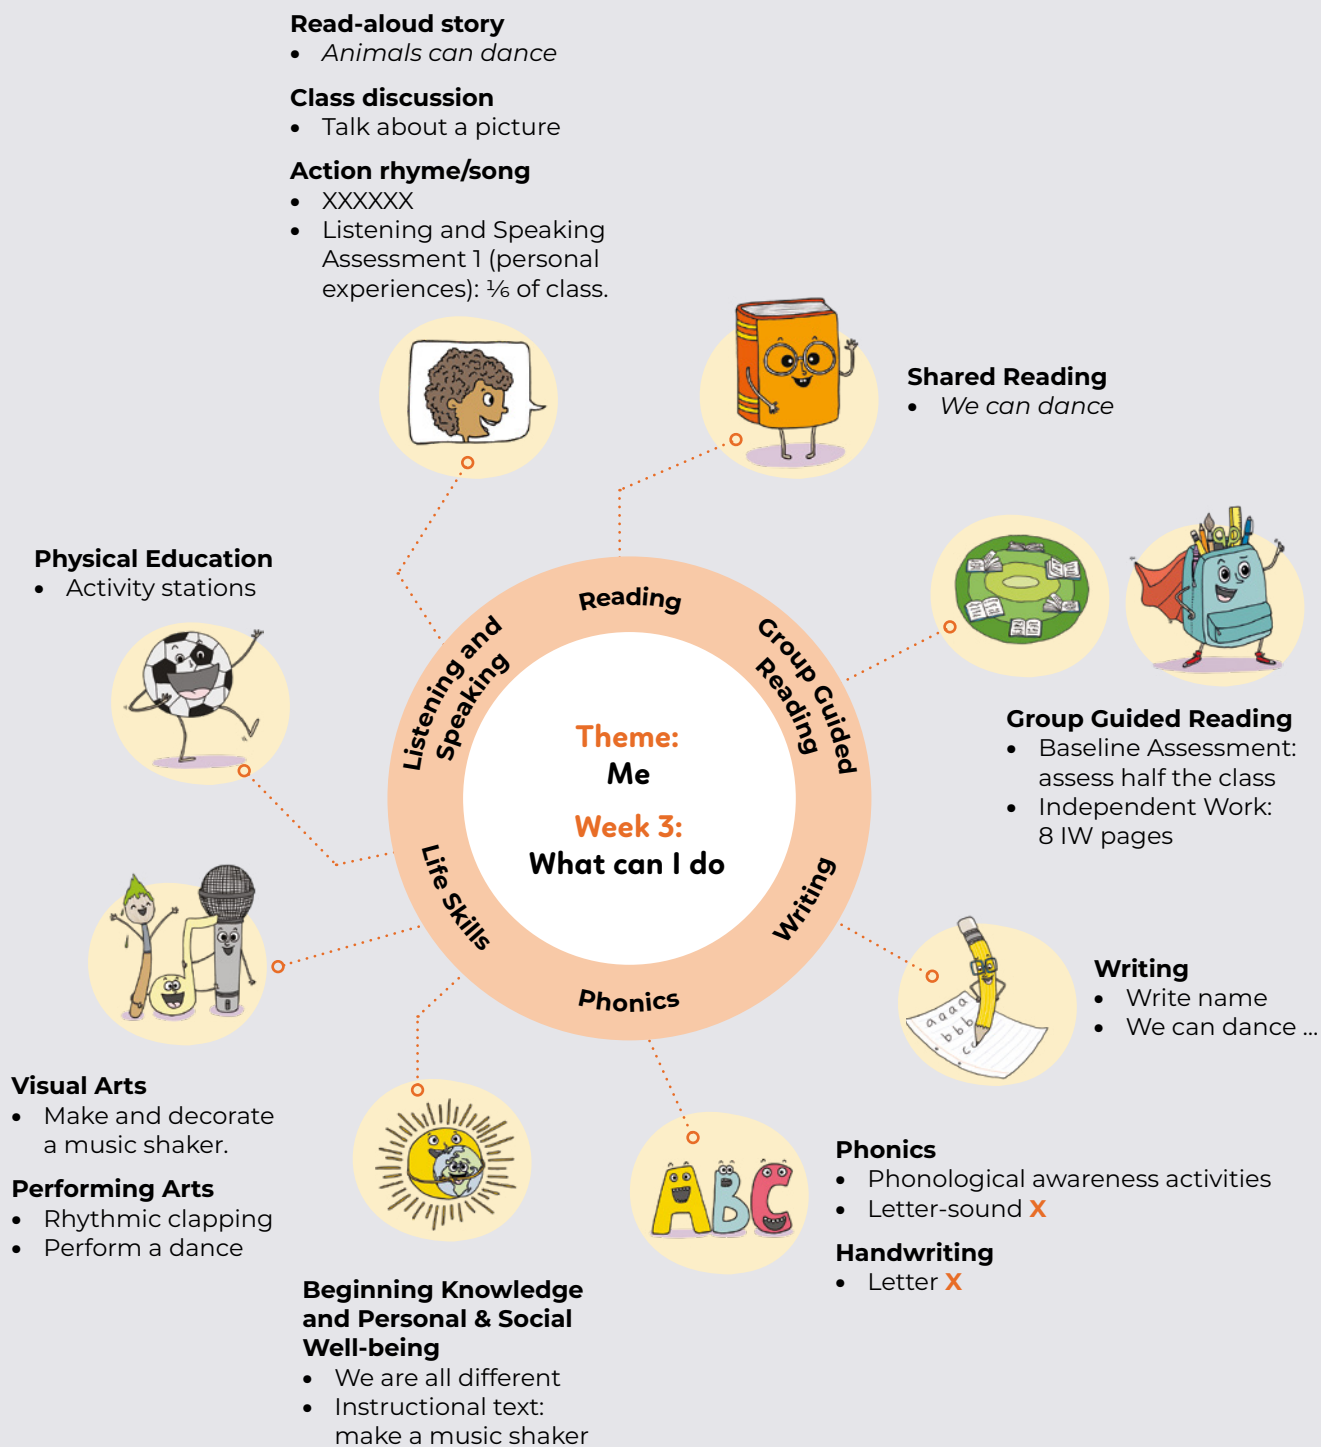 Read-aloud story
• Animals can dance
Class discussion
• Talk about a picture
Action rhyme/song
• XXXXXX
• Listening and Speaking
Assessment 1 (personal
experiences): ⅙ of class.
Shared Reading
• We can dance
Physical Education
• Activity stations
Group Guided Reading
• Baseline Assessment:
assess half the class
• Independent Work:
8 IW pages
Listening and
Speaking
Reading
Group Guided
Reading
Writing
Phonics
Life Skills
Theme:
Me
Week 3:
What can I do
Writing
• Write name
• We can dance ...
a a a a
b b b
c c
Visual Arts
• Make and decorate
a music shaker.
Performing Arts
• Rhythmic clapping
• Perform a dance
Beginning Knowledge
and Personal & Social
Well-being
• We are all different
• Instructional text:
make a music shaker
ABC
Phonics
• Phonological awareness activities
• Letter-sound X
Handwriting
• Letter X